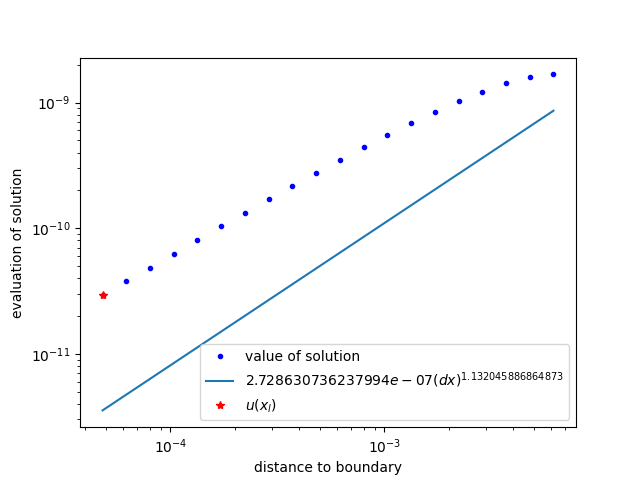 evaluation of solution
10⁻⁹
10⁻¹⁰
10⁻¹¹
value of solution
2.728630736237994e − 07(dx)^1.132045886864873
u(x_l)
10⁻⁴
10⁻³
distance to boundary